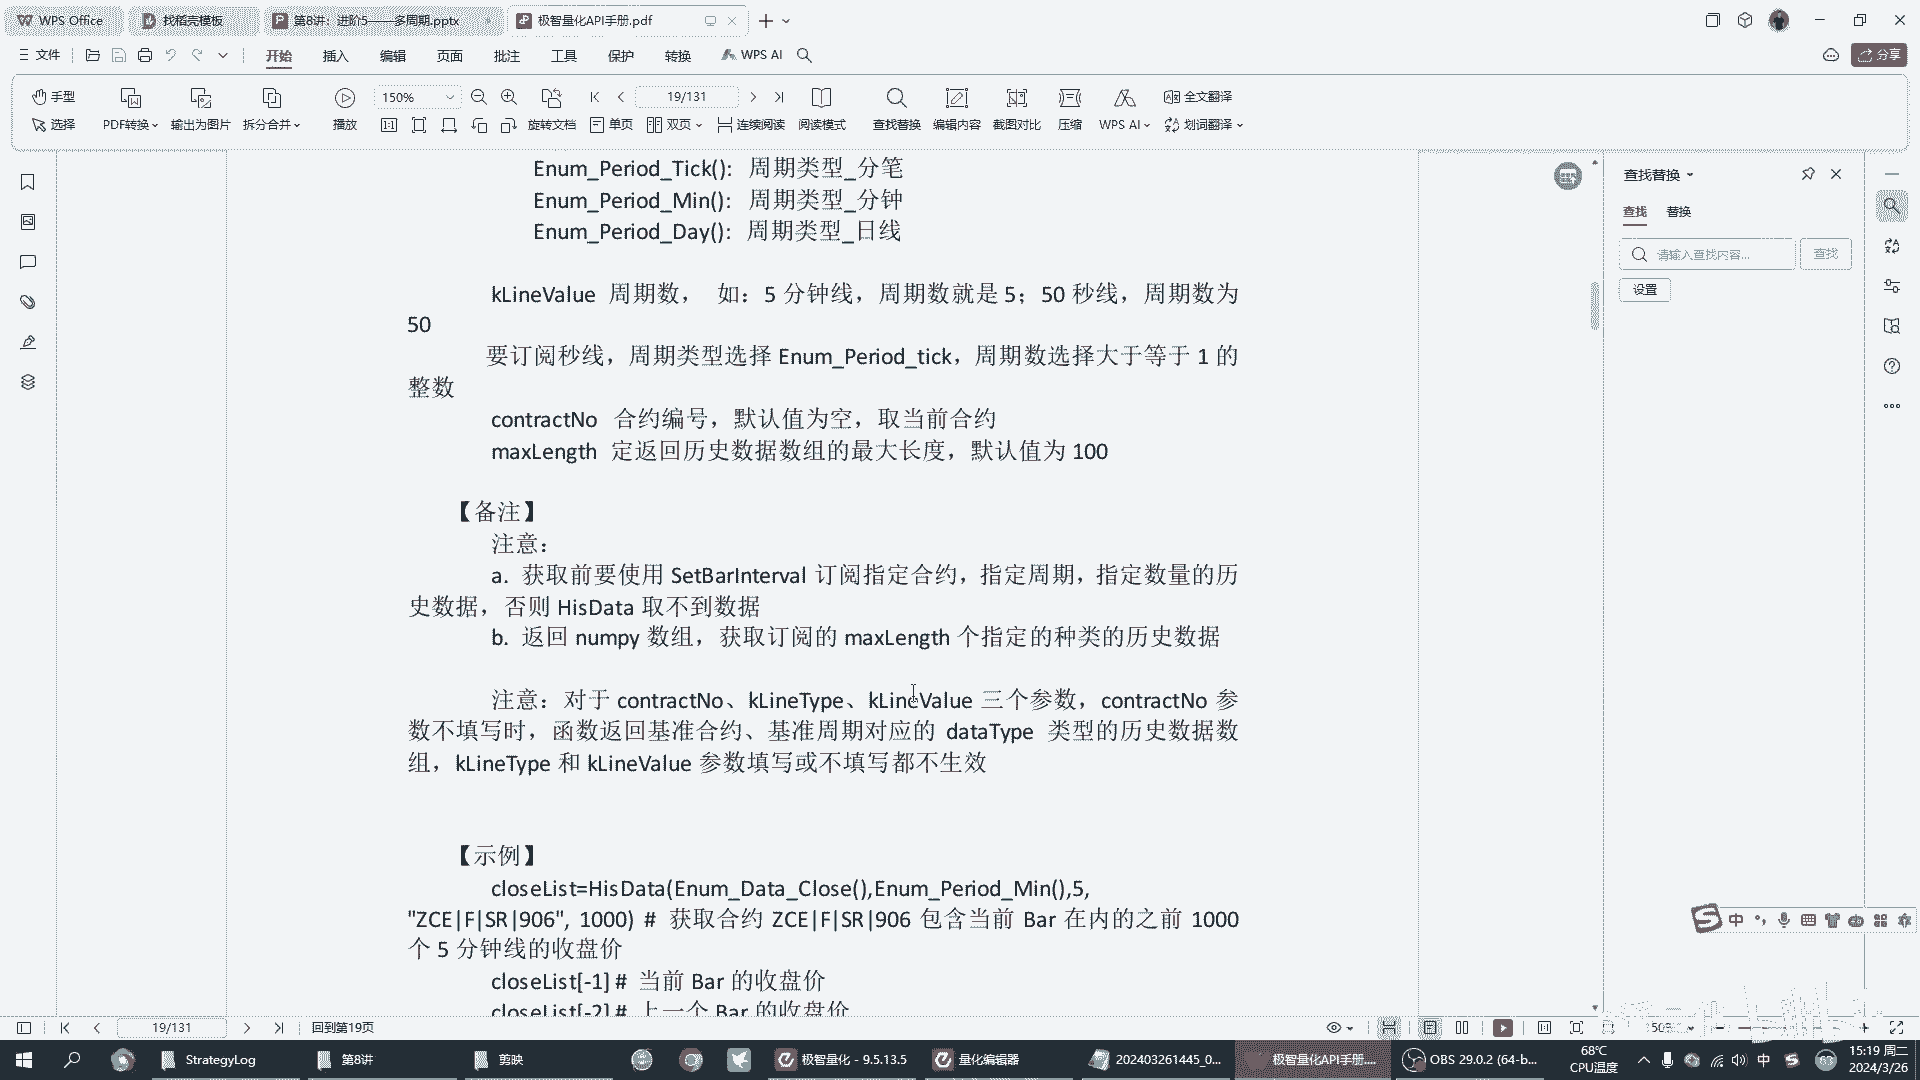 WPS Office
找稻壳模板
第8讲：进阶5——多周期.pptx
极智量化API手册.pdf
文件
开始
插入
编辑
页面
批注
工具
保护
转换
WPS AI
分享
手型
选择
PDF转换
输出为图片
拆分合并
播放
150%
旋转文档
19/131
单页
双页
连续阅读
阅读模式
查找替换
编辑内容
截图对比
压缩
WPS AI
全文翻译
划词翻译
Enum_Period_Tick()：周期类型_分笔
Enum_Period_Min()：周期类型_分钟
Enum_Period_Day()：周期类型_日线
kLineValue 周期数， 如：5 分钟线，周期数就是 5；50 秒线，周期数为
50
要订阅秒线，周期类型选择 Enum_Period_tick，周期数选择大于等于 1 的
整数
contractNo 合约编号，默认值为空，取当前合约
maxLength 定返回历史数据数组的最大长度，默认值为 100
【备注】
注意：
a. 获取前要使用 SetBarInterval 订阅指定合约，指定周期，指定数量的历
史数据，否则 HisData 取不到数据
b. 返回 numpy 数组，获取订阅的 maxLength 个指定的种类的历史数据
注意：对于 contractNo、kLineType、kLineValue 三个参数，contractNo 参
数不填写时，函数返回基准合约、基准周期对应的 dataType 类型的历史数据数
组，kLineType 和 kLineValue 参数填写或不填写都不生效
【示例】
closeList=HisData(Enum_Data_Close(),Enum_Period_Min(),5,
"ZCE|F|SR|906", 1000) # 获取合约 ZCE|F|SR|906 包含当前 Bar 在内的之前 1000
个 5 分钟线的收盘价
closeList[-1] # 当前 Bar 的收盘价
closeList[-2] # 上一个 Bar 的收盘价
查找替换
查找
替换
请输入查找内容...
查找
设置
中
19/131
回到第19页
StrategyLog
第8讲
剪映
极智量化 - 9.5.13.5
量化编辑器
202403261445_0...
极智量化API手册....
OBS 29.0.2 (64-b...
68℃
CPU温度
中
63
15:19 周二
2024/3/26